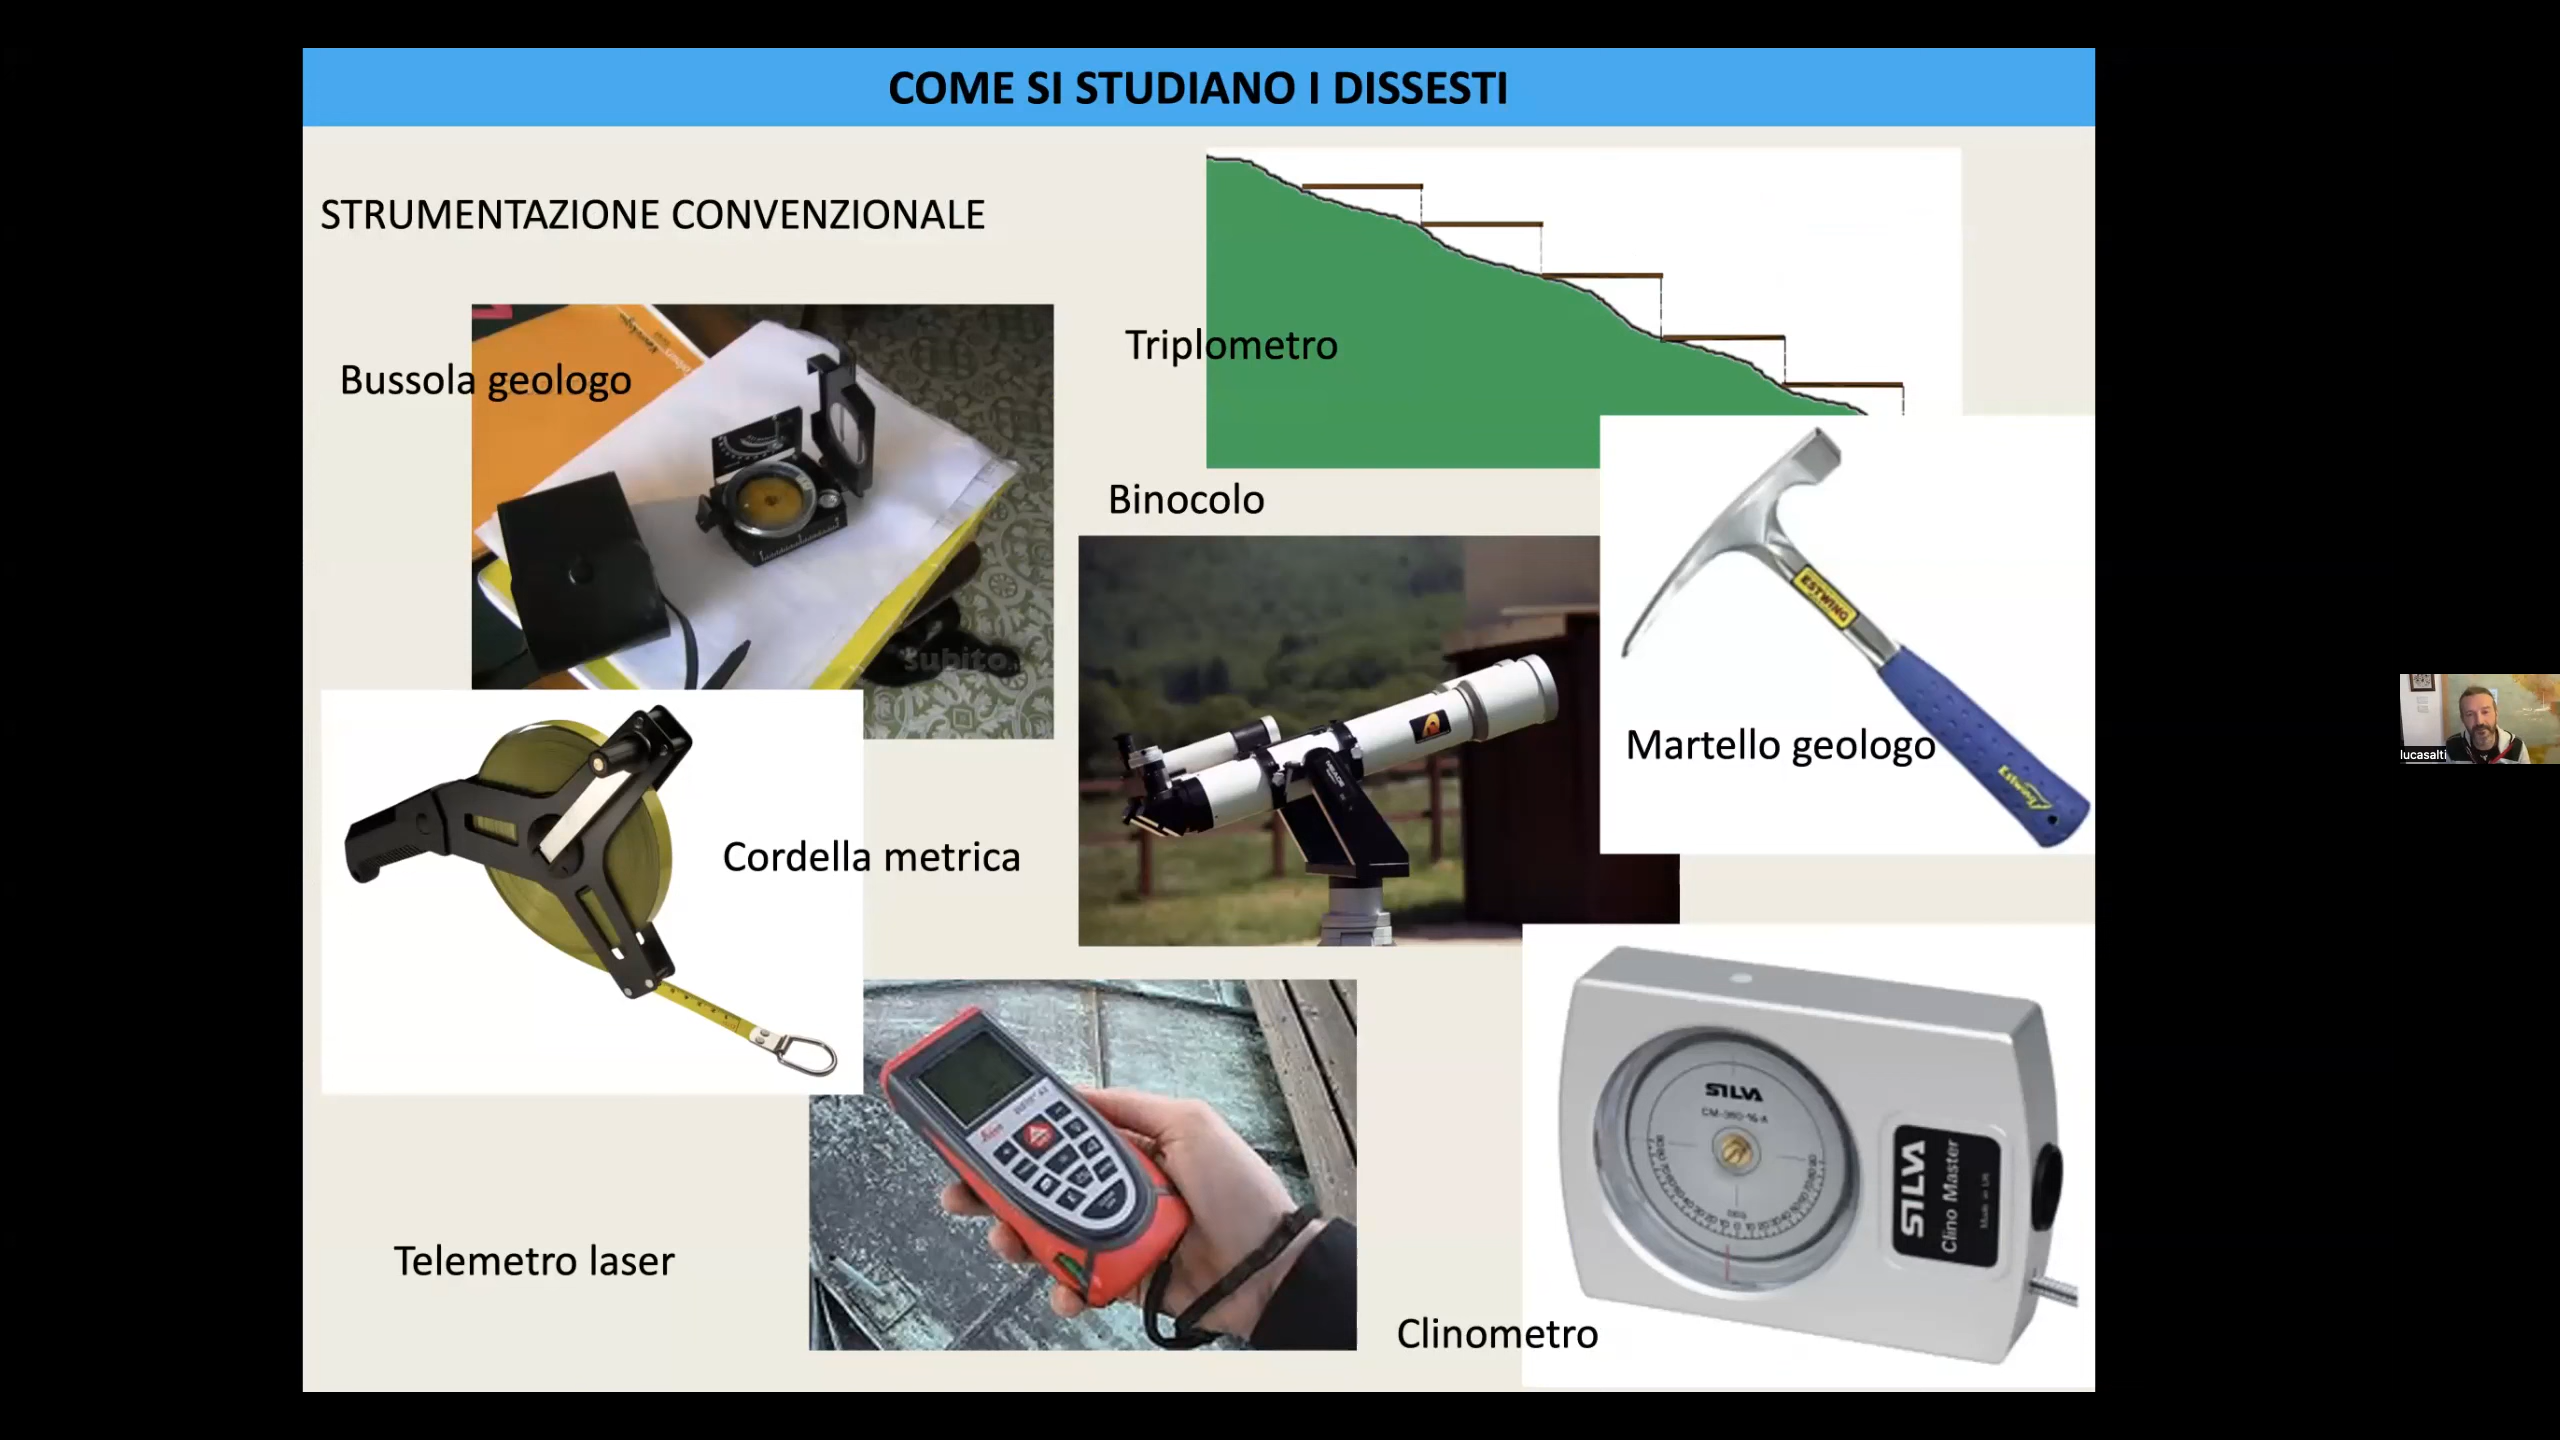 COME SI STUDIANO I DISSESTI
STRUMENTAZIONE CONVENZIONALE
Triplometro
Bussola geologo
Binocolo
ESTWING
subito
Martello geologo
Estwing
lucasalti
Cordella metrica
SILVA
SILVA
Clino Master
Telemetro laser
Clinometro